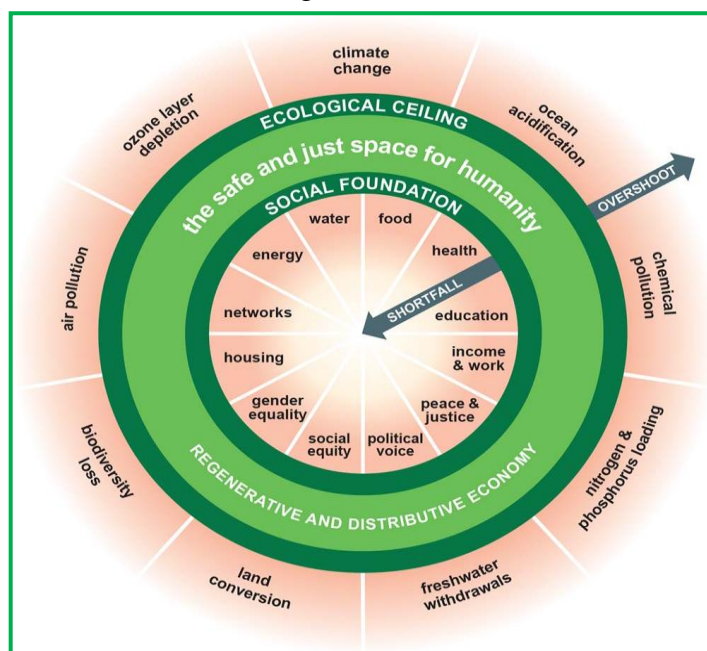 climate
change
ocean
acidification
chemical
pollution
nitrogen &
phosphorus loading
freshwater
withdrawals
land
conversion
biodiversity
loss
air pollution
ozone layer
depletion
ECOLOGICAL CEILING
the safe and just space for humanity
SOCIAL FOUNDATION
OVERSHOOT
SHORTFALL
water
food
health
education
income
& work
peace &
justice
political
voice
social
equity
gender
equality
housing
networks
energy
REGENERATIVE AND DISTRIBUTIVE ECONOMY